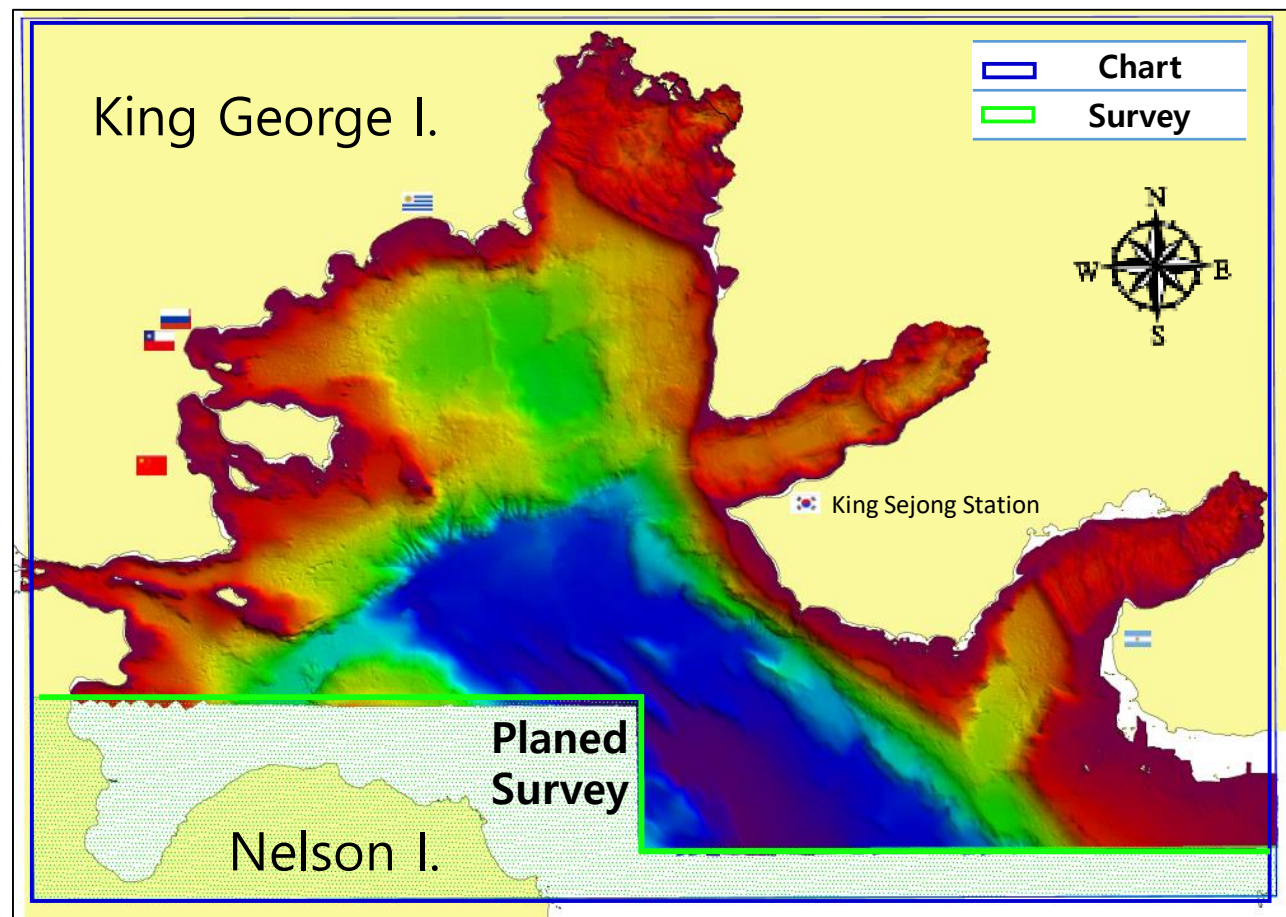 King George I.
Chart
Survey
N
W E
S
King Sejong Station
Planed
Survey
Nelson I.